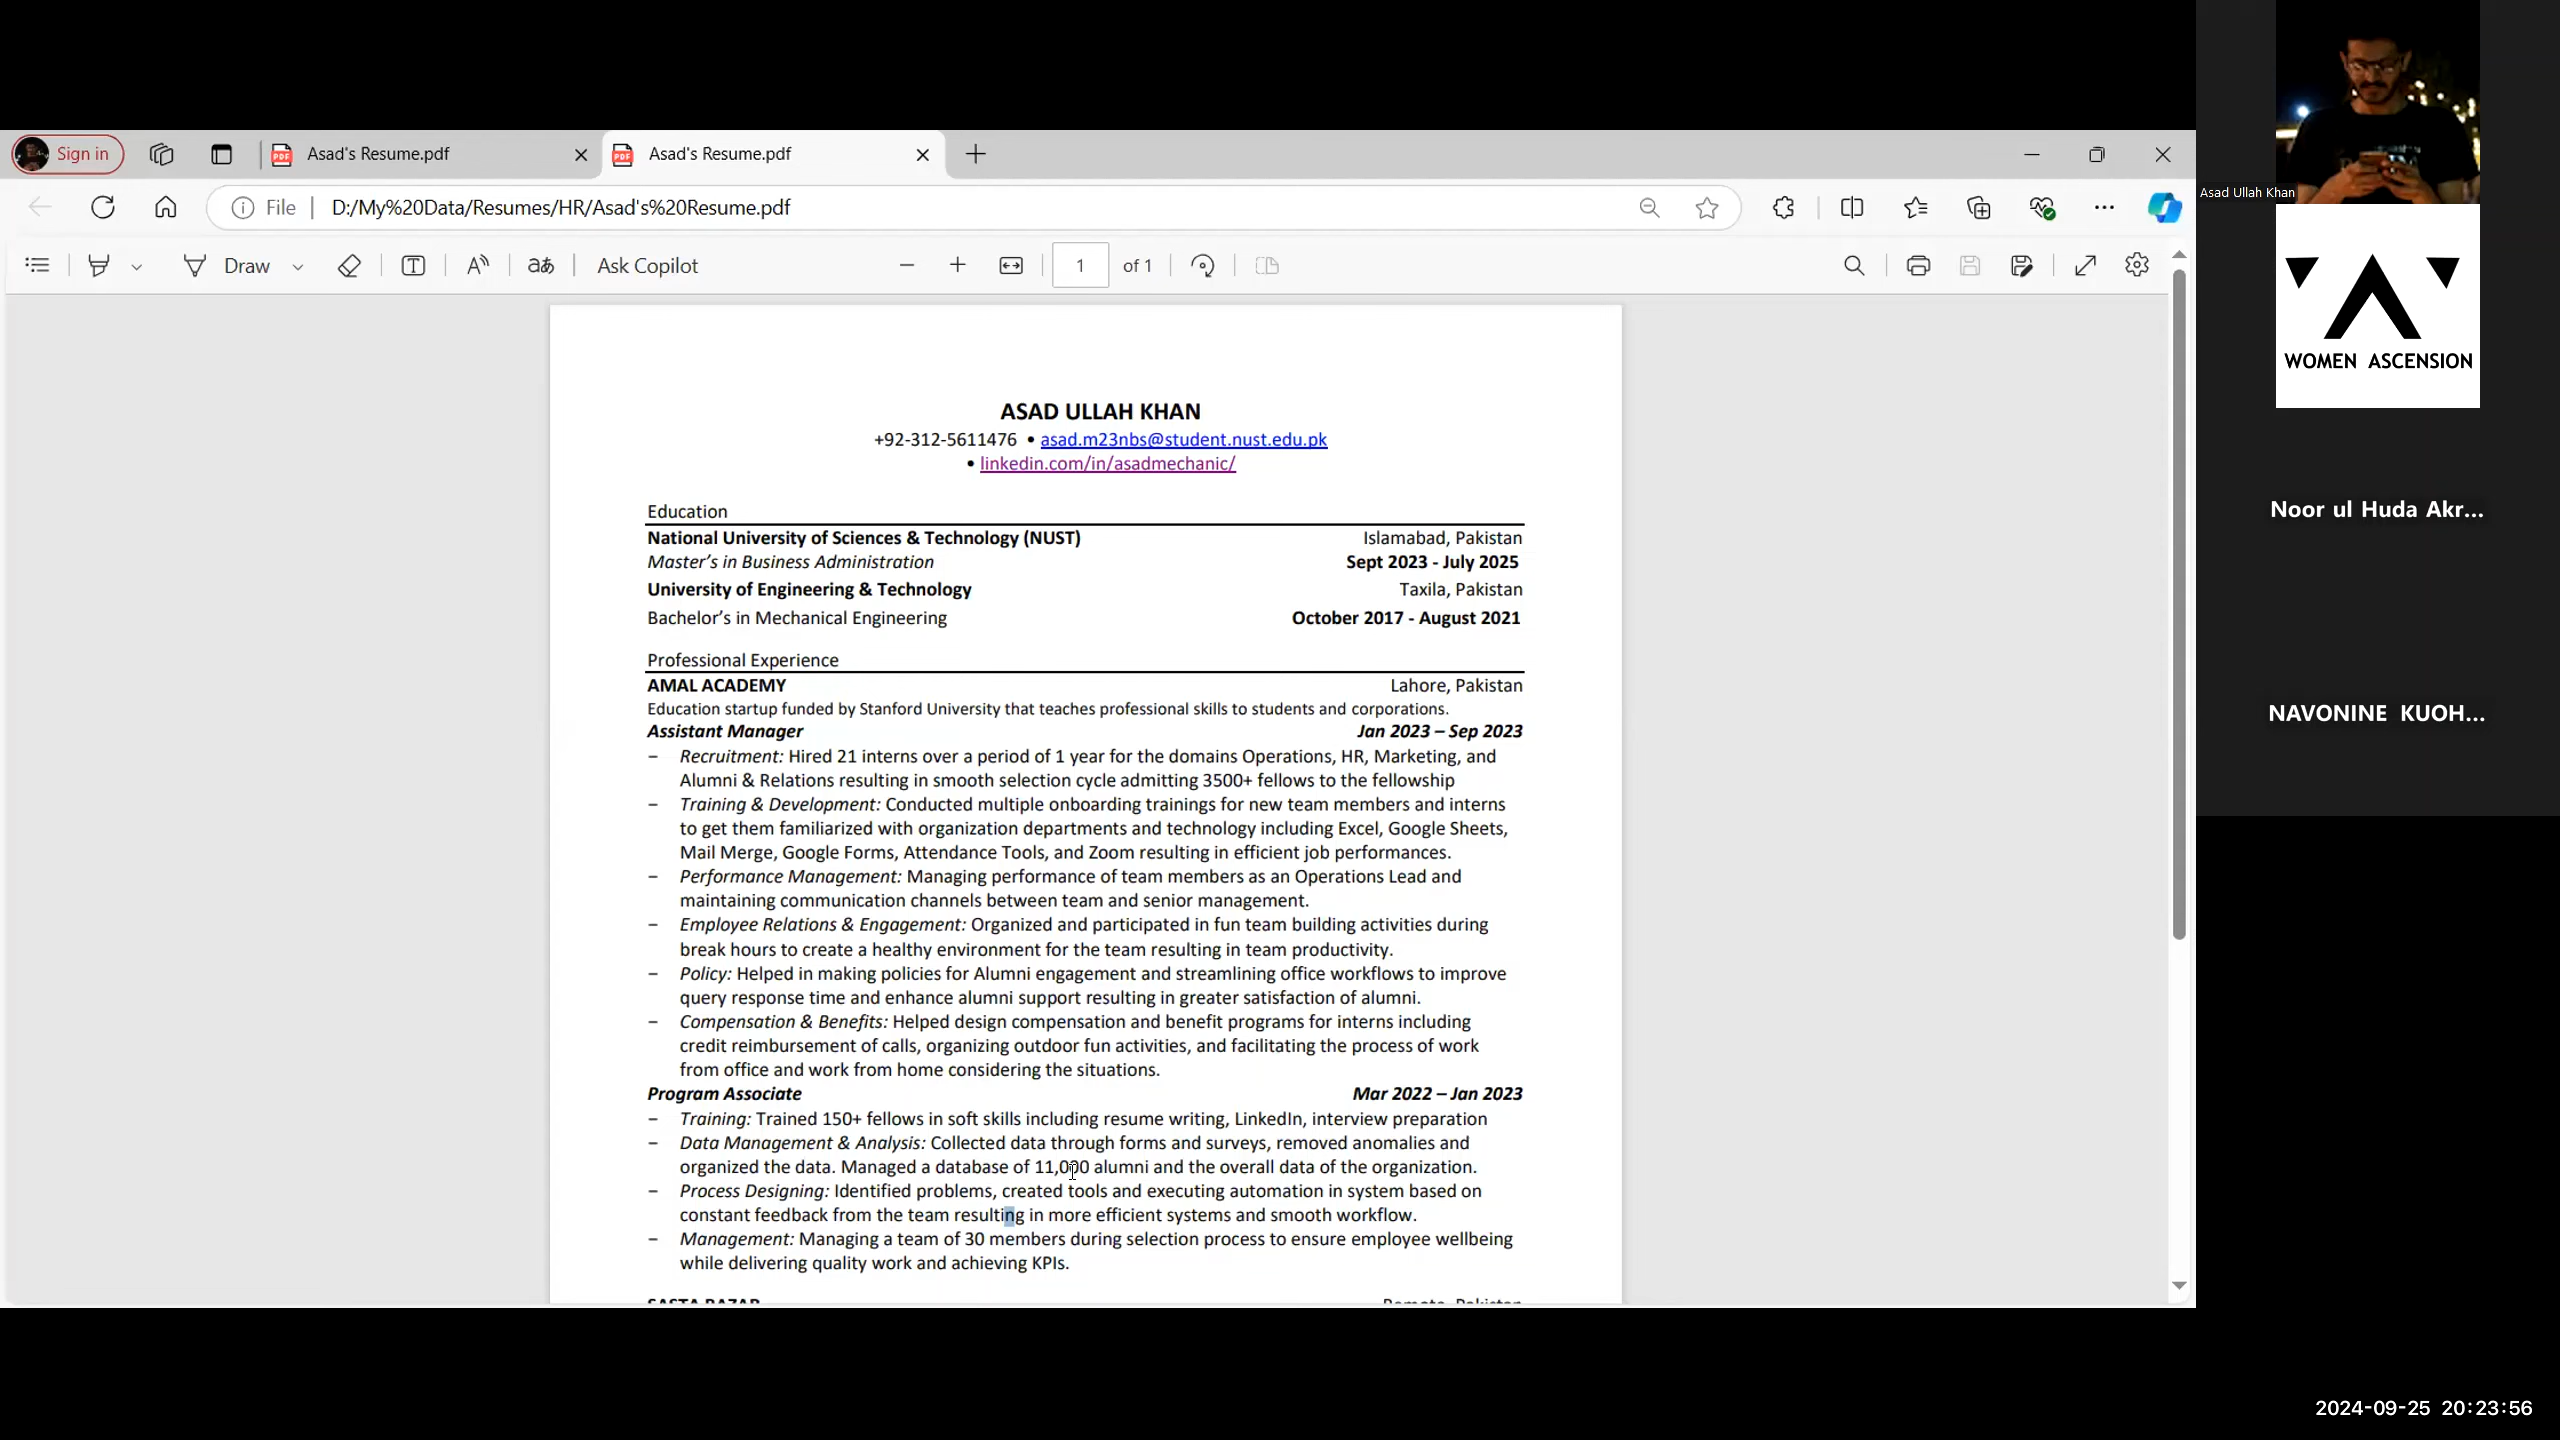 Sign in
Asad's Resume.pdf
Asad's Resume.pdf
File
D:/My%20Data/Resumes/HR/Asad's%20Resume.pdf
Draw
Ask Copilot
1
of 1
ASAD ULLAH KHAN
+92-312-5611476 • asad.m23nbs@student.nust.edu.pk
• linkedin.com/in/asadmechanic/
Education
National University of Sciences & Technology (NUST) Islamabad, Pakistan
Master’s in Business Administration Sept 2023 - July 2025
University of Engineering & Technology Taxila, Pakistan
Bachelor’s in Mechanical Engineering October 2017 - August 2021
Professional Experience
AMAL ACADEMY Lahore, Pakistan
Education startup funded by Stanford University that teaches professional skills to students and corporations.
Assistant Manager Jan 2023 – Sep 2023
– Recruitment: Hired 21 interns over a period of 1 year for the domains Operations, HR, Marketing, and
Alumni & Relations resulting in smooth selection cycle admitting 3500+ fellows to the fellowship
– Training & Development: Conducted multiple onboarding trainings for new team members and interns
to get them familiarized with organization departments and technology including Excel, Google Sheets,
Mail Merge, Google Forms, Attendance Tools, and Zoom resulting in efficient job performances.
– Performance Management: Managing performance of team members as an Operations Lead and
maintaining communication channels between team and senior management.
– Employee Relations & Engagement: Organized and participated in fun team building activities during
break hours to create a healthy environment for the team resulting in team productivity.
– Policy: Helped in making policies for Alumni engagement and streamlining office workflows to improve
query response time and enhance alumni support resulting in greater satisfaction of alumni.
– Compensation & Benefits: Helped design compensation and benefit programs for interns including
credit reimbursement of calls, organizing outdoor fun activities, and facilitating the process of work
from office and work from home considering the situations.
Program Associate Mar 2022 – Jan 2023
– Training: Trained 150+ fellows in soft skills including resume writing, LinkedIn, interview preparation
– Data Management & Analysis: Collected data through forms and surveys, removed anomalies and
organized the data. Managed a database of 11,000 alumni and the overall data of the organization.
– Process Designing: Identified problems, created tools and executing automation in system based on
constant feedback from the team resulting in more efficient systems and smooth workflow.
– Management: Managing a team of 30 members during selection process to ensure employee wellbeing
while delivering quality work and achieving KPIs.
SASTA BAZAR Remote, Pakistan
Asad Ullah Khan
WOMEN ASCENSION
Noor ul Huda Akr...
NAVONINE KUOH...
2024-09-25 20:23:56